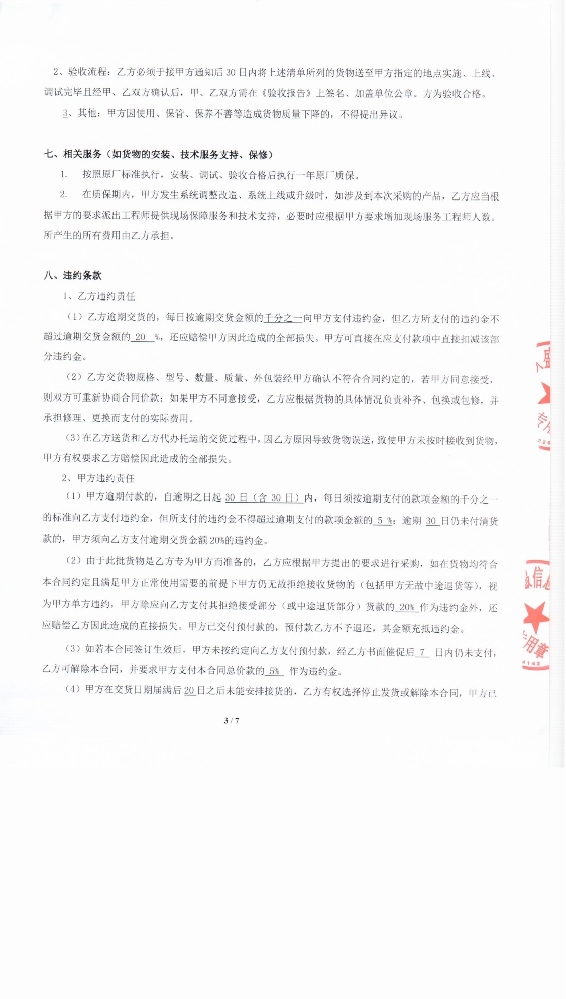 2、验收流程：乙方必须于接甲方通知后30日内将上述清单所列的货物送至甲方指定的地点实施、上线、
调试完毕且经甲、乙双方确认后，甲、乙双方需在《验收报告》上签名、加盖单位公章。方为验收合格。
3、其他：甲方因使用、保管、保养不善等造成货物质量下降的，不得提出异议。
七、相关服务（如货物的安装、技术服务支持、保修）
1. 按照原厂标准执行，安装、调试、验收合格后执行一年原厂质保。
2. 在质保期内，甲方发生系统调整改造、系统上线或升级时，如涉及到本次采购的产品，乙方应当根
据甲方的要求派出工程师提供现场保障服务和技术支持，必要时应根据甲方要求增加现场服务工程师人数。
所产生的所有费用由乙方承担。
八、违约条款
1、乙方违约责任
（1）乙方逾期交货的，每日按逾期交货金额的千分之一向甲方支付违约金，但乙方所支付的违约金不
超过逾期交货金额的 20 %，还应赔偿甲方因此造成的全部损失。甲方可直接在应支付款项中直接扣减该部
分违约金。
（2）乙方交货物规格、型号、数量、质量、外包装经甲方确认不符合合同约定的，若甲方同意接受，
则双方可重新协商合同价款；如果甲方不同意接受，乙方应根据货物的具体情况负责补齐、包换或包修，并
承担修理、更换而支付的实际费用。
（3）在乙方送货和乙方代办托运的交货过程中，因乙方原因导致货物误送，致使甲方未按时接收到货物，
甲方有权要求乙方赔偿因此造成的全部损失。
2、甲方违约责任
（1）甲方逾期付款的，自逾期之日起 30 日（含 30 日）内，每日须按逾期支付的款项金额的千分之一
的标准向乙方支付违约金，但所支付的违约金不得超过逾期支付的款项金额的 5 %；逾期 30 日仍未付清货
款的，甲方须向乙方支付逾期交货金额20%的违约金。
（2）由于此批货物是乙方专为甲方而准备的，乙方应根据甲方提出的要求进行采购，如在货物均符合
本合同约定且满足甲方正常使用需要的前提下甲方仍无故拒绝接收货物的（包括甲方无故中途退货等），视
为甲方单方违约，甲方除应向乙方支付其拒绝接受部分（或中途退货部分）货款的 20% 作为违约金外，还
应赔偿乙方因此造成的直接损失。甲方已交付预付款的，预付款乙方不予退还，其金额充抵违约金。
（3）如若本合同签订生效后，甲方未按约定向乙方支付预付款，经乙方书面催促后 7 日内仍未支付，
乙方可解除本合同，并要求甲方支付本合同总价款的 5% 作为违约金。
（4）甲方在交货日期届满后 20 日之后未能安排接货的，乙方有权选择停止发货或解除本合同，甲方已
3 / 7
盛
专用
229
信息
专用章
4142